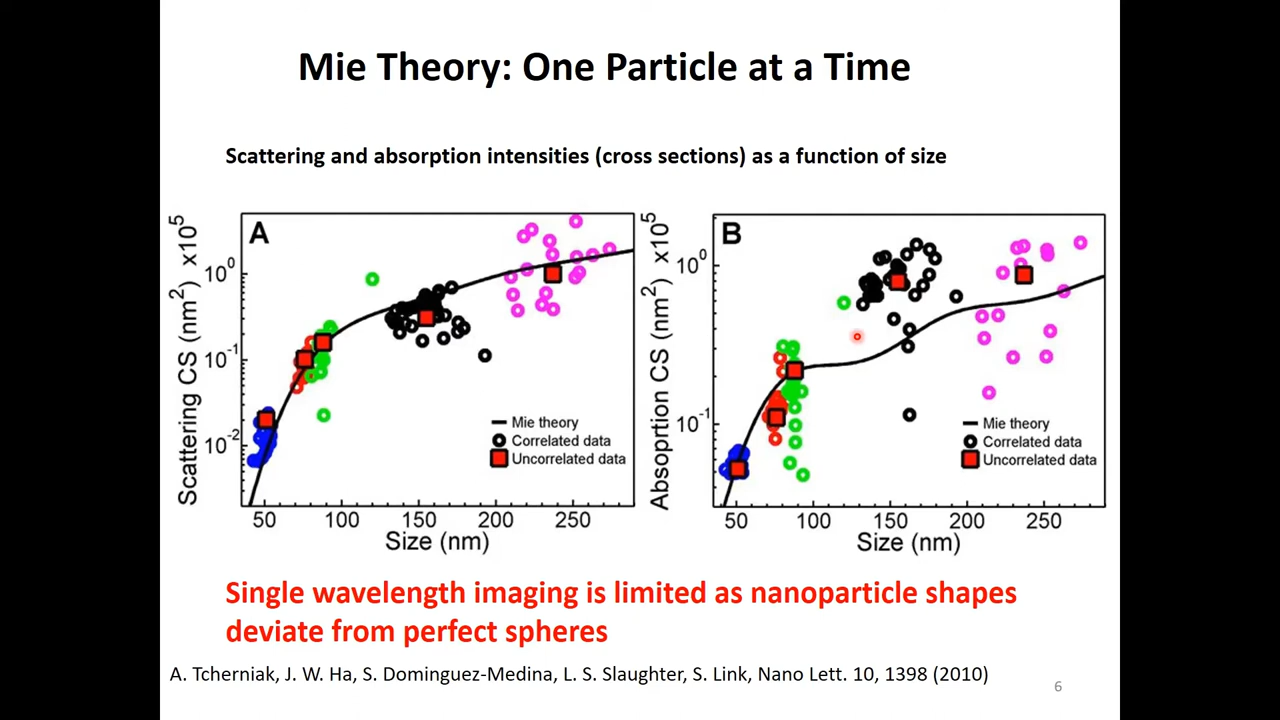 Mie Theory: One Particle at a Time
Scattering and absorption intensities (cross sections) as a function of size
A
Scattering CS (nm²) x10⁵
10⁰
10⁻¹
10⁻²
Mie theory
Correlated data
Uncorrelated data
50 100 150 200 250
Size (nm)
B
Absoprtion CS (nm²) x10⁵
10⁰
10⁻¹
Mie theory
Correlated data
Uncorrelated data
50 100 150 200 250
Size (nm)
Single wavelength imaging is limited as nanoparticle shapes
deviate from perfect spheres
A. Tcherniak, J. W. Ha, S. Dominguez-Medina, L. S. Slaughter, S. Link, Nano Lett. 10, 1398 (2010)
6